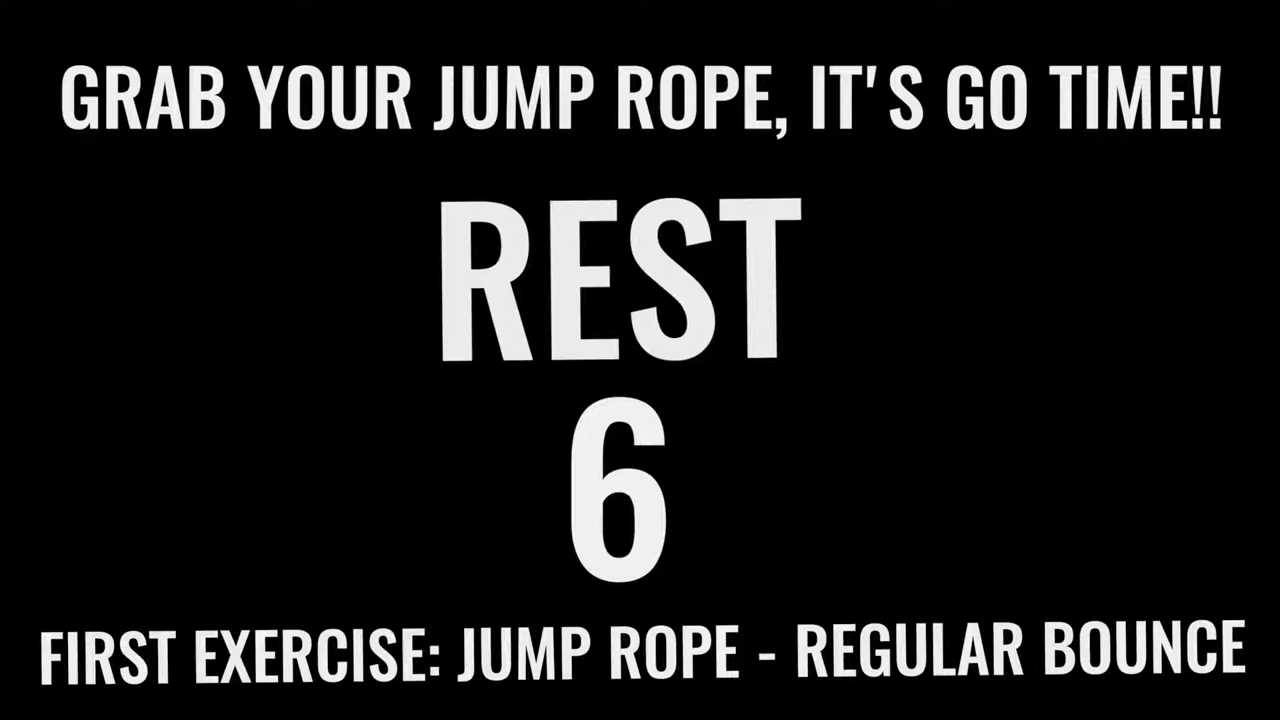 GRAB YOUR JUMP ROPE, IT'S GO TIME!!
REST
6
FIRST EXERCISE: JUMP ROPE - REGULAR BOUNCE